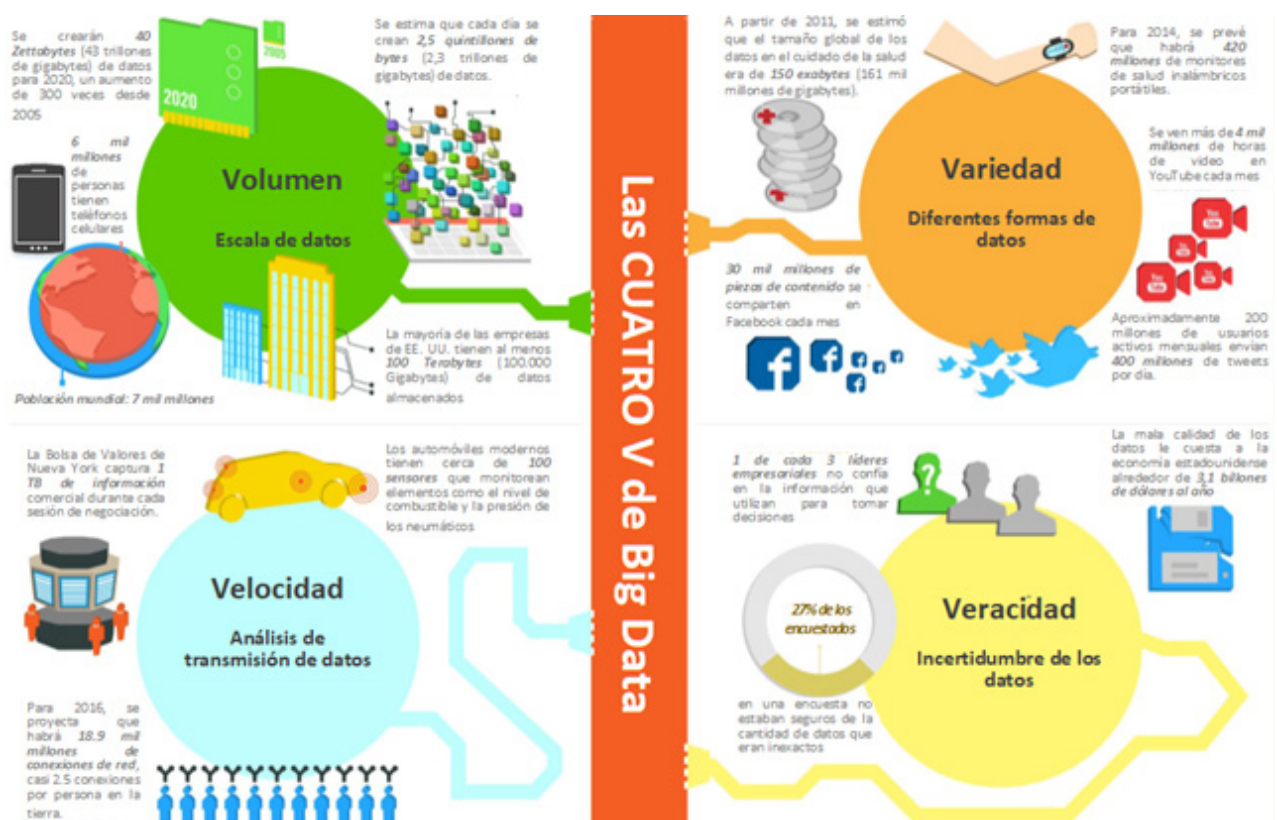 Se crearán 40
Zettabytes (43 trillones
de gigabytes) de datos
para 2020, un aumento
de 300 veces desde
2005
2020
2005
Se estima que cada día se
crean 2,5 quintillones de
bytes (2,3 trillones de
gigabytes) de datos.
6 mil
millones
de
personas
tienen
teléfonos
celulares
Volumen
Escala de datos
La mayoría de las empresas
de EE. UU. tienen al menos
100 Terabytes (100.000
Gigabytes) de datos
almacenados
Población mundial: 7 mil millones
Las CUATRO V de Big Data
A partir de 2011, se estimó
que el tamaño global de los
datos en el cuidado de la salud
era de 150 exabytes (161 mil
millones de gigabytes).
Para 2014, se prevé
que habrá 420
millones de monitores
de salud inalámbricos
portátiles.
Variedad
Diferentes formas de
datos
Se ven más de 4 mil
millones de horas
de video en
YouTube cada mes
You
Tube
You
Tube
You
Tube
You
Tube
30 mil millones de
piezas de contenido se
comparten en
Facebook cada mes
f
f
f
f
f
f
Aproximadamente 200
millones de usuarios
activos mensuales envían
400 millones de tweets
por día.
La Bolsa de Valores de
Nueva York captura 1
TB de información
comercial durante cada
sesión de negociación.
Los automóviles modernos
tienen cerca de 100
sensores que monitorean
elementos como el nivel de
combustible y la presión de
los neumáticos
Velocidad
Análisis de
transmisión de datos
Para 2016, se
proyecta que
habrá 18.9 mil
millones de
conexiones de red,
casi 2.5 conexiones
por persona en la
tierra.
1 de cada 3 líderes
empresariales no confía
en la información que
utilizan para tomar
decisiones
?
La mala calidad de los
datos le cuesta a la
economía estadounidense
alrededor de 3,1 billones
de dólares al año
Veracidad
Incertidumbre de los
datos
27% de los
encuestados
en una encuesta no
estaban seguros de la
cantidad de datos que
eran inexactos